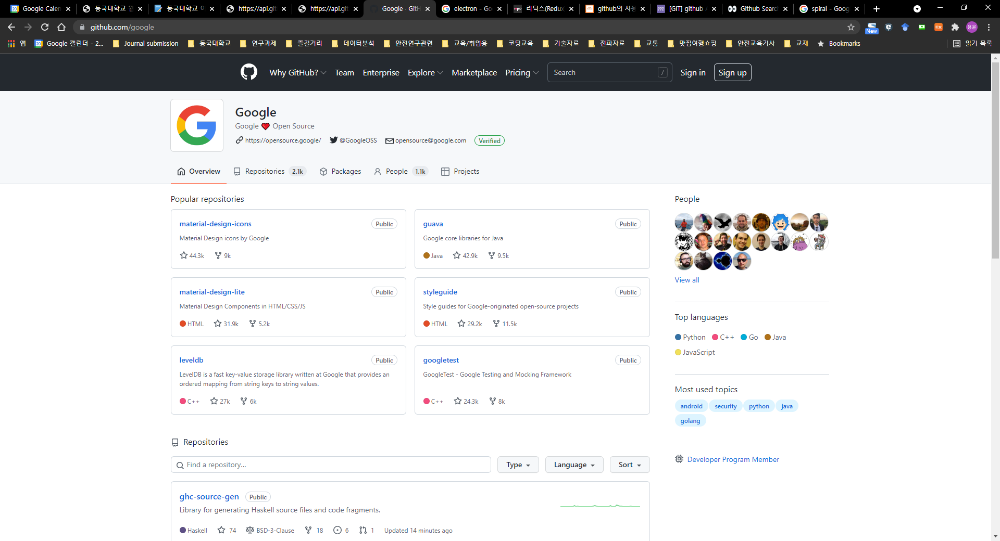 Google Calen
동국대학교
동국대학교
https://api.git
https://api.git
Google · GitH
electron - Go
리덕스(Redux
github의 사용
[GIT] github
Github Searc
spiral - Goog
github.com/google
New
용윤
앱
Google 캘린더 - 2...
Journal submission
동국대학교
연구과제
즐길거리
데이터분석
안전연구관련
교육/취업용
코딩교육
기술자료
전파자료
교통
맛집여행쇼핑
안전교육기사
교재
Bookmarks
읽기 목록
Why GitHub?
Team
Enterprise
Explore
Marketplace
Pricing
Search
/
Sign in
Sign up
Google
Google ❤ Open Source
https://opensource.google/
@GoogleOSS
opensource@google.com
Verified
Overview
Repositories 2.1k
Packages
People 1.1k
Projects
Popular repositories
material-design-icons
Public
Material Design icons by Google
44.3k 9k
guava
Public
Google core libraries for Java
Java 42.9k 9.5k
material-design-lite
Public
Material Design Components in HTML/CSS/JS
HTML 31.9k 5.2k
styleguide
Public
Style guides for Google-originated open-source projects
HTML 29.2k 11.5k
leveldb
Public
LevelDB is a fast key-value storage library written at Google that provides an
ordered mapping from string keys to string values.
C++ 27k 6k
googletest
Public
GoogleTest - Google Testing and Mocking Framework
C++ 24.3k 8k
People
View all
Top languages
Python C++ Go Java
JavaScript
Most used topics
android security python java
golang
Developer Program Member
Repositories
Find a repository...
Type
Language
Sort
ghc-source-gen
Public
Library for generating Haskell source files and code fragments.
Haskell 74 BSD-3-Clause 18 6 1 Updated 14 minutes ago